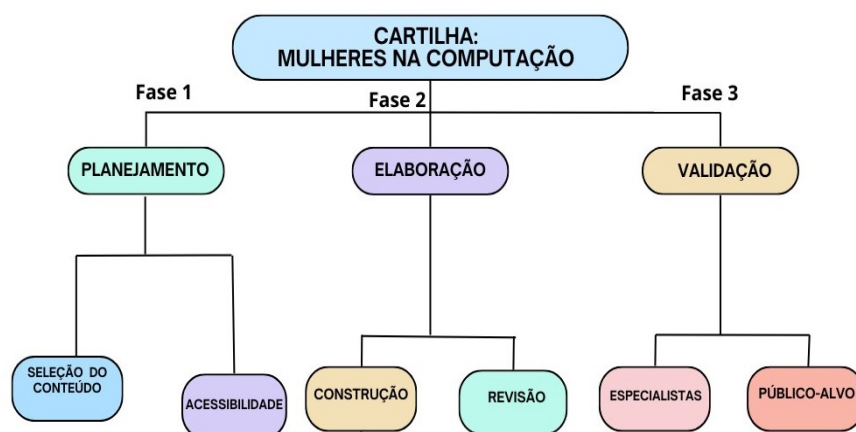 CARTILHA:
MULHERES NA COMPUTAÇÃO
Fase 1
Fase 2
Fase 3
PLANEJAMENTO
ELABORAÇÃO
VALIDAÇÃO
SELEÇÃO DO
CONTEÚDO
ACESSIBILIDADE
CONSTRUÇÃO
REVISÃO
ESPECIALISTAS
PÚBLICO-ALVO